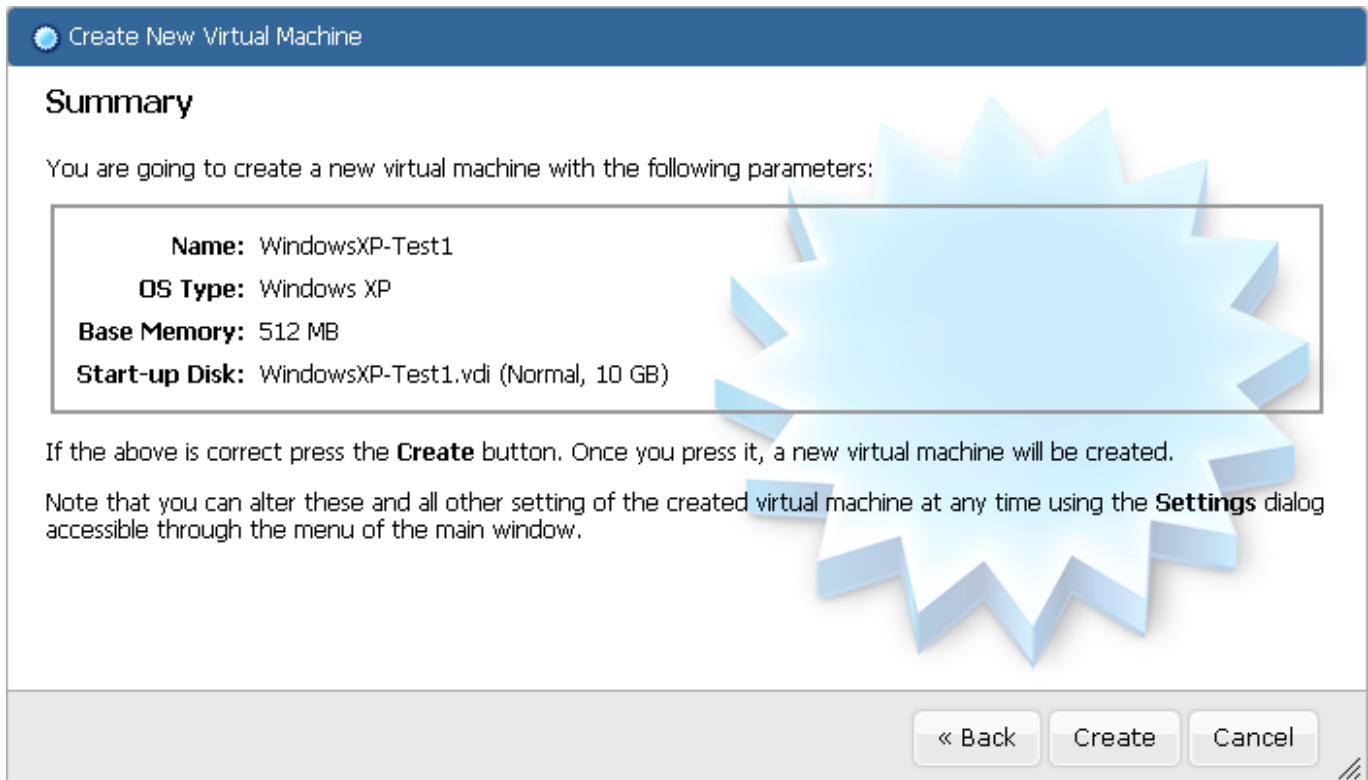 Create New Virtual Machine
Summary
You are going to create a new virtual machine with the following parameters:
Name: WindowsXP-Test1
OS Type: Windows XP
Base Memory: 512 MB
Start-up Disk: WindowsXP-Test1.vdi (Normal, 10 GB)
If the above is correct press the Create button. Once you press it, a new virtual machine will be created.
Note that you can alter these and all other setting of the created virtual machine at any time using the Settings dialog
accessible through the menu of the main window.
« Back Create Cancel